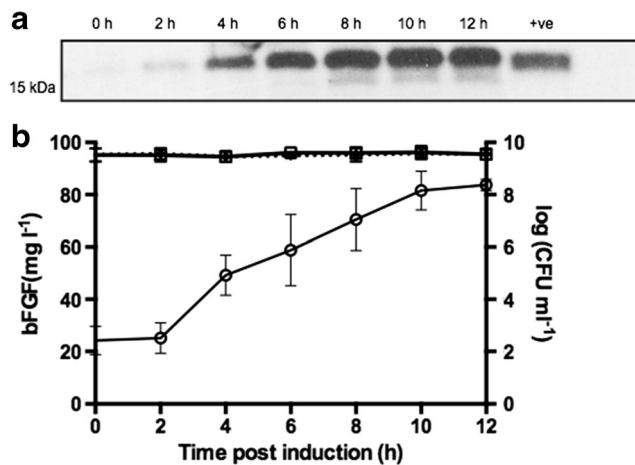 a
0 h 2 h 4 h 6 h 8 h 10 h 12 h +ve
15 kDa
b
100 80 60 40 20 0
bFGF(mg l-1)
10 8 6 4 2 0
log (CFU ml-1)
0 2 4 6 8 10 12
Time post induction (h)